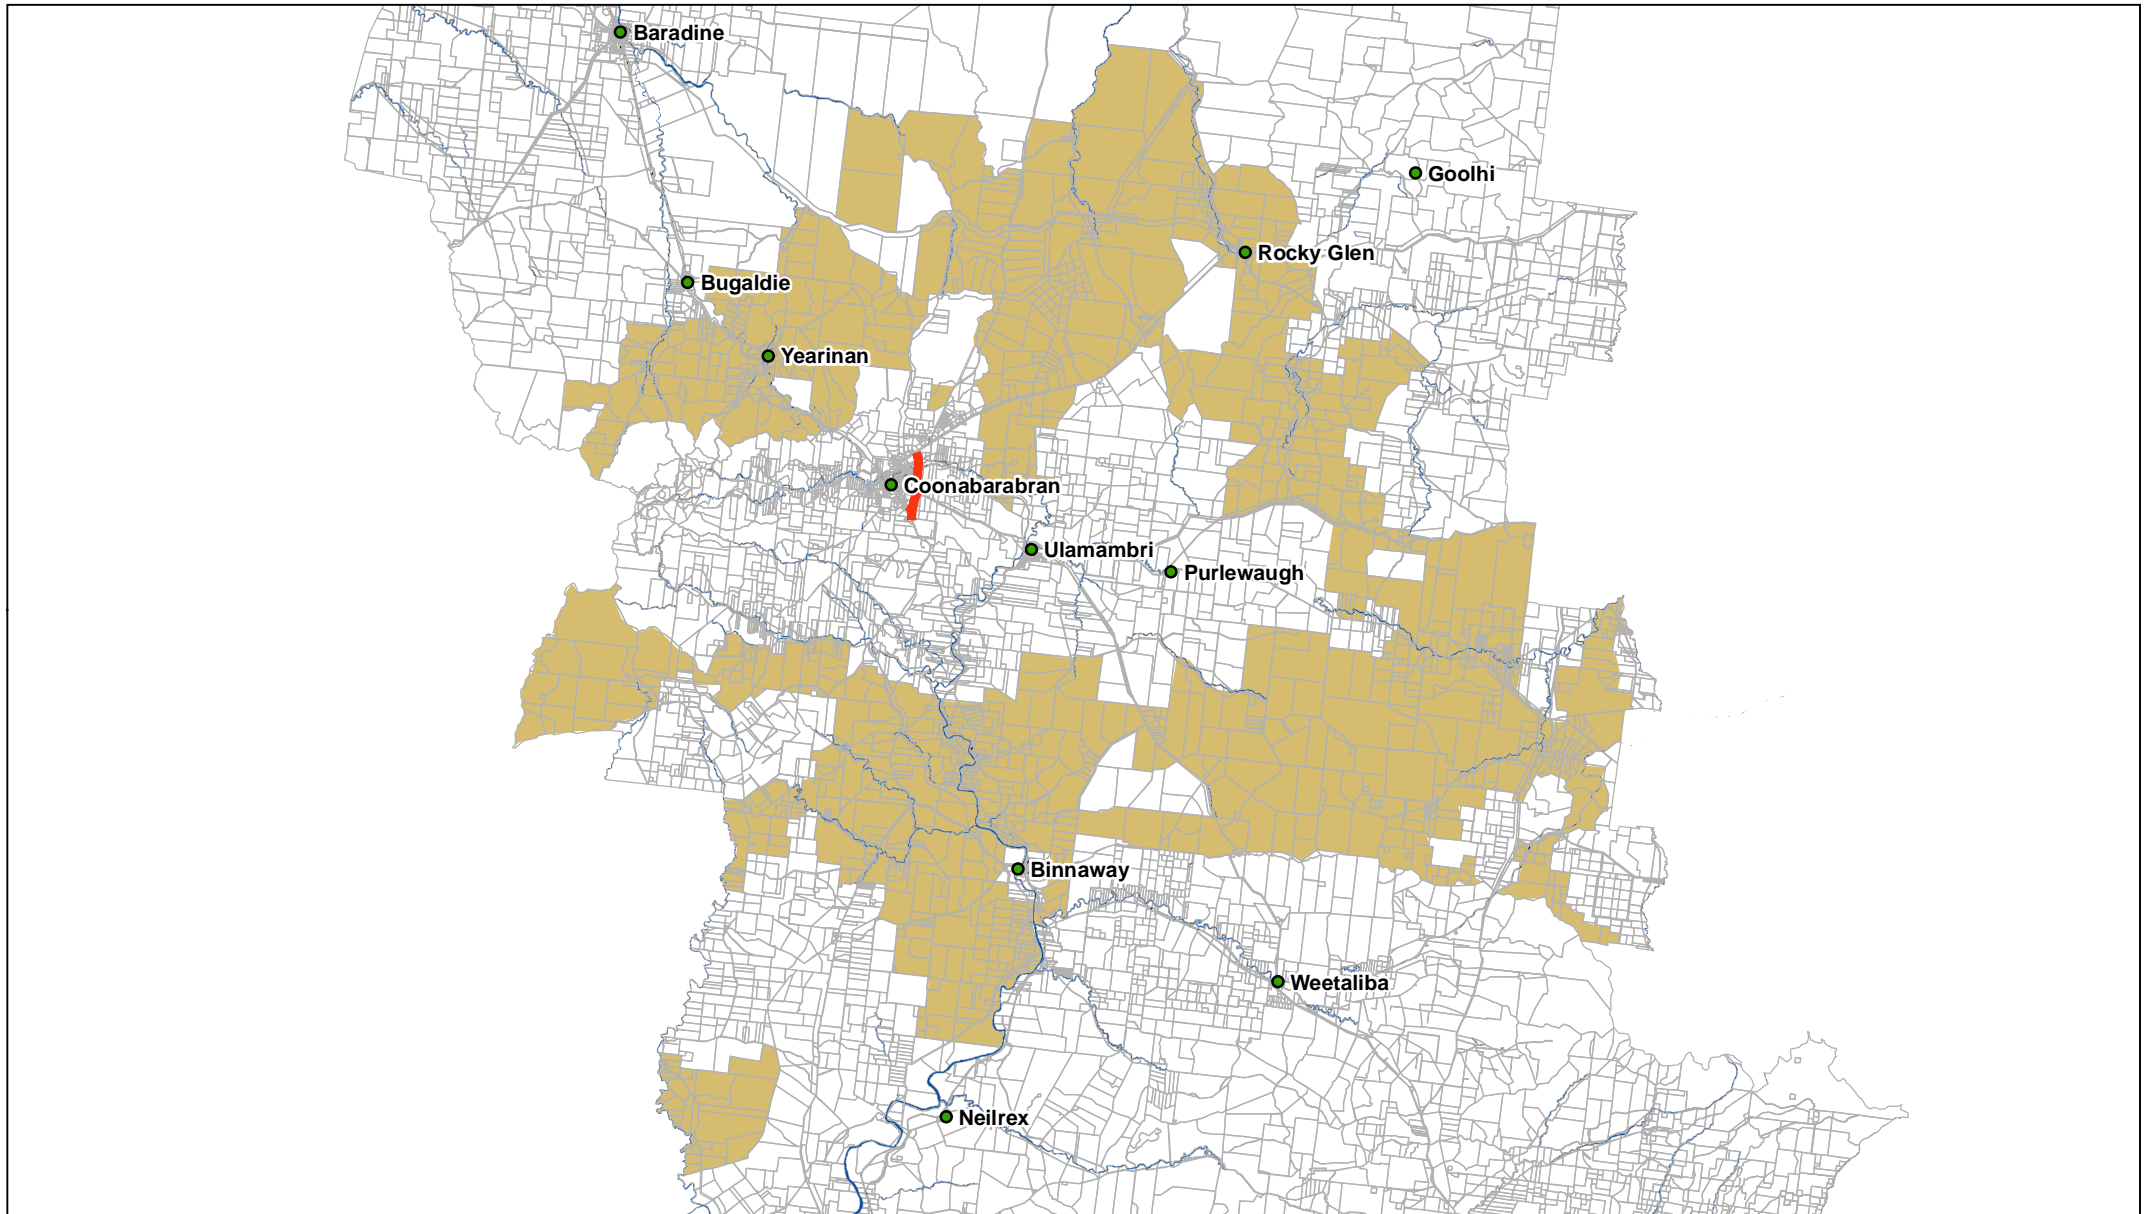 Baradine
Goolhi
Rocky Glen
Bugaldie
Yearinan
Coonabarabran
Ulamambri
Purlewaugh
Binnaway
Weetaliba
Neilrex